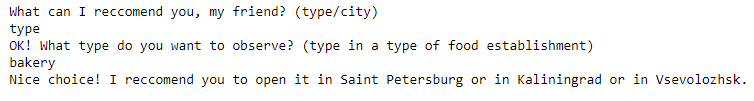 What can I reccomend you, my friend? (type/city)
type
OK! What type do you want to observe? (type in a type of food establishment)
bakery
Nice choice! I reccomend you to open it in Saint Petersburg or in Kaliningrad or in Vsevolozhsk.